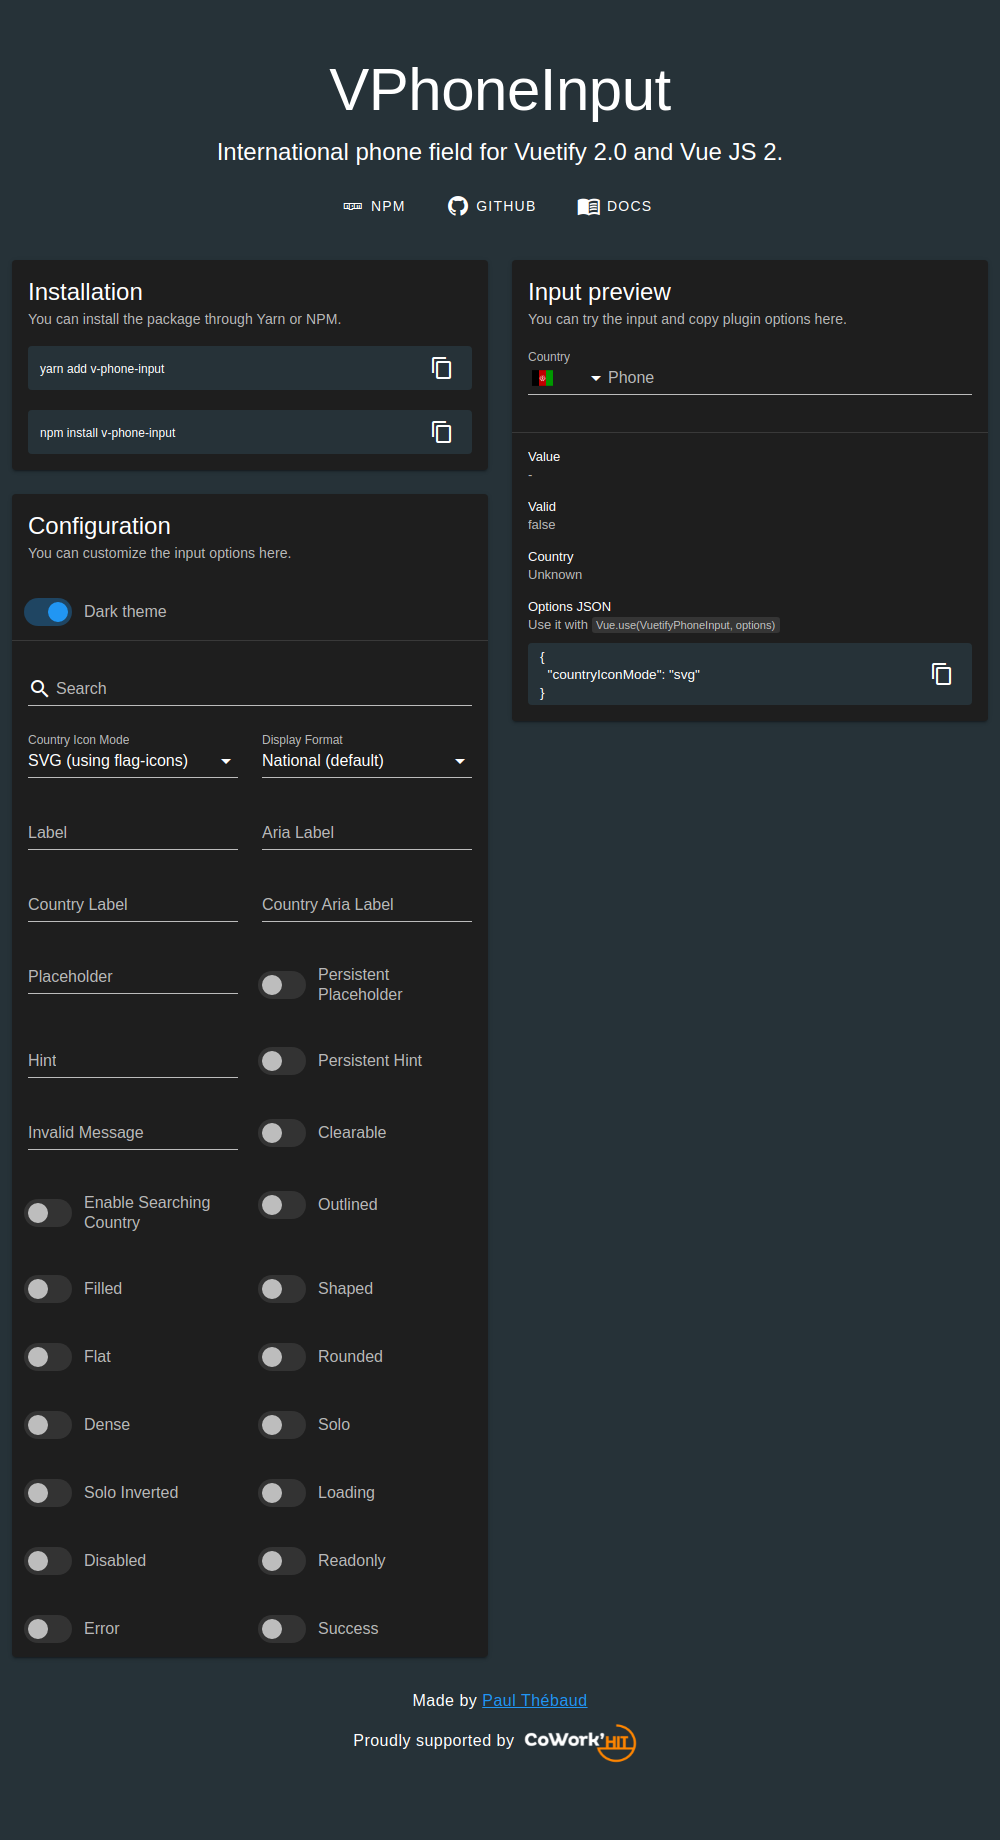 VPhoneInput
International phone field for Vuetify 2.0 and Vue JS 2.
NPM
GITHUB
DOCS
Installation
You can install the package through Yarn or NPM.
yarn add v-phone-input
npm install v-phone-input
Configuration
You can customize the input options here.
Dark theme
Search
Country Icon Mode
SVG (using flag-icons)
Display Format
National (default)
Label
Aria Label
Country Label
Country Aria Label
Placeholder
Persistent
Placeholder
Hint
Persistent Hint
Invalid Message
Clearable
Enable Searching
Country
Outlined
Filled
Shaped
Flat
Rounded
Dense
Solo
Solo Inverted
Loading
Disabled
Readonly
Error
Success
Input preview
You can try the input and copy plugin options here.
Country
Phone
Value
-
Valid
false
Country
Unknown
Options JSON
Use it with Vue.use(VuetifyPhoneInput, options)
{
"countryIconMode": "svg"
}
Made by Paul Thébaud
Proudly supported by CoWork'HIT